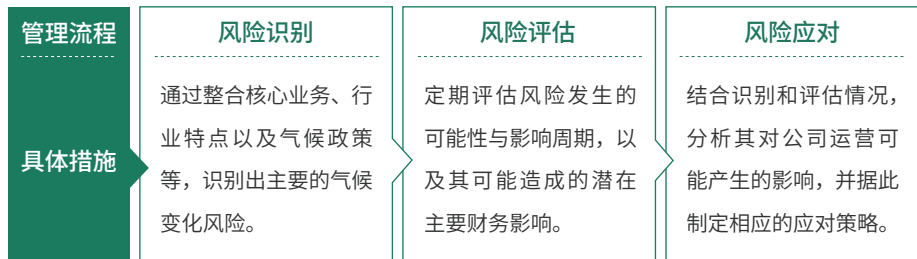 管理流程
具体措施
风险识别
通过整合核心业务、行
业特点以及气候政策
等，识别出主要的气候
变化风险。
风险评估
定期评估风险发生的
可能性与影响周期，以
及其可能造成的潜在
主要财务影响。
风险应对
结合识别和评估情况，
分析其对公司运营可
能产生的影响，并据此
制定相应的应对策略。